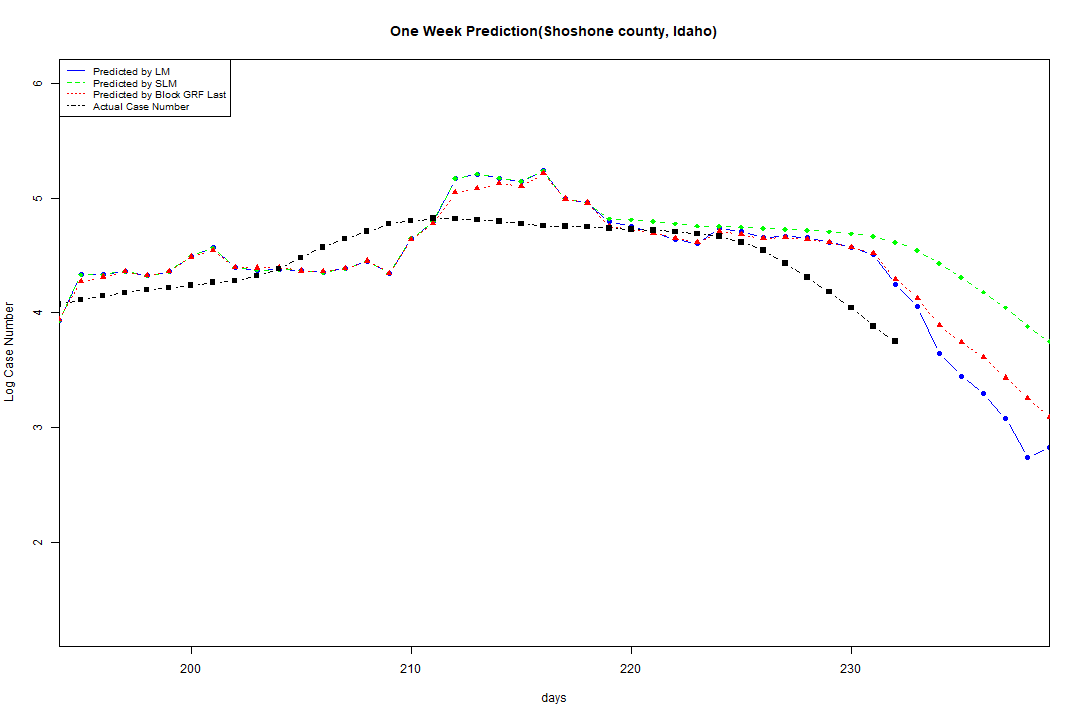 One Week Prediction(Shoshone county, Idaho)
Predicted by LM
Predicted by SLM
Predicted by Block GRF Last
Actual Case Number
6
5
4
3
2
Log Case Number
200 210 220 230
days